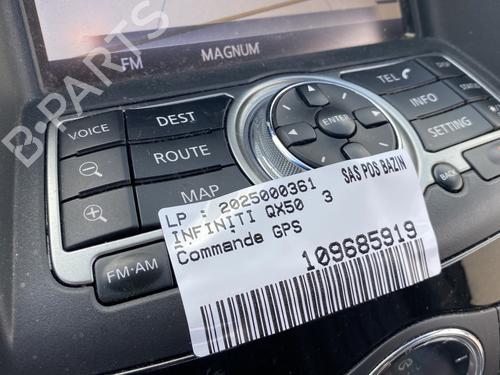 FM MAGNUM
B-PARTS
VOICE DEST TEL
ROUTE ENTER INFO STATUS
MAP SETTING
FM·AM
LP : 2025000361 SAS POS BAZIN
INFINITI QX50 3
Commande GPS
109685919